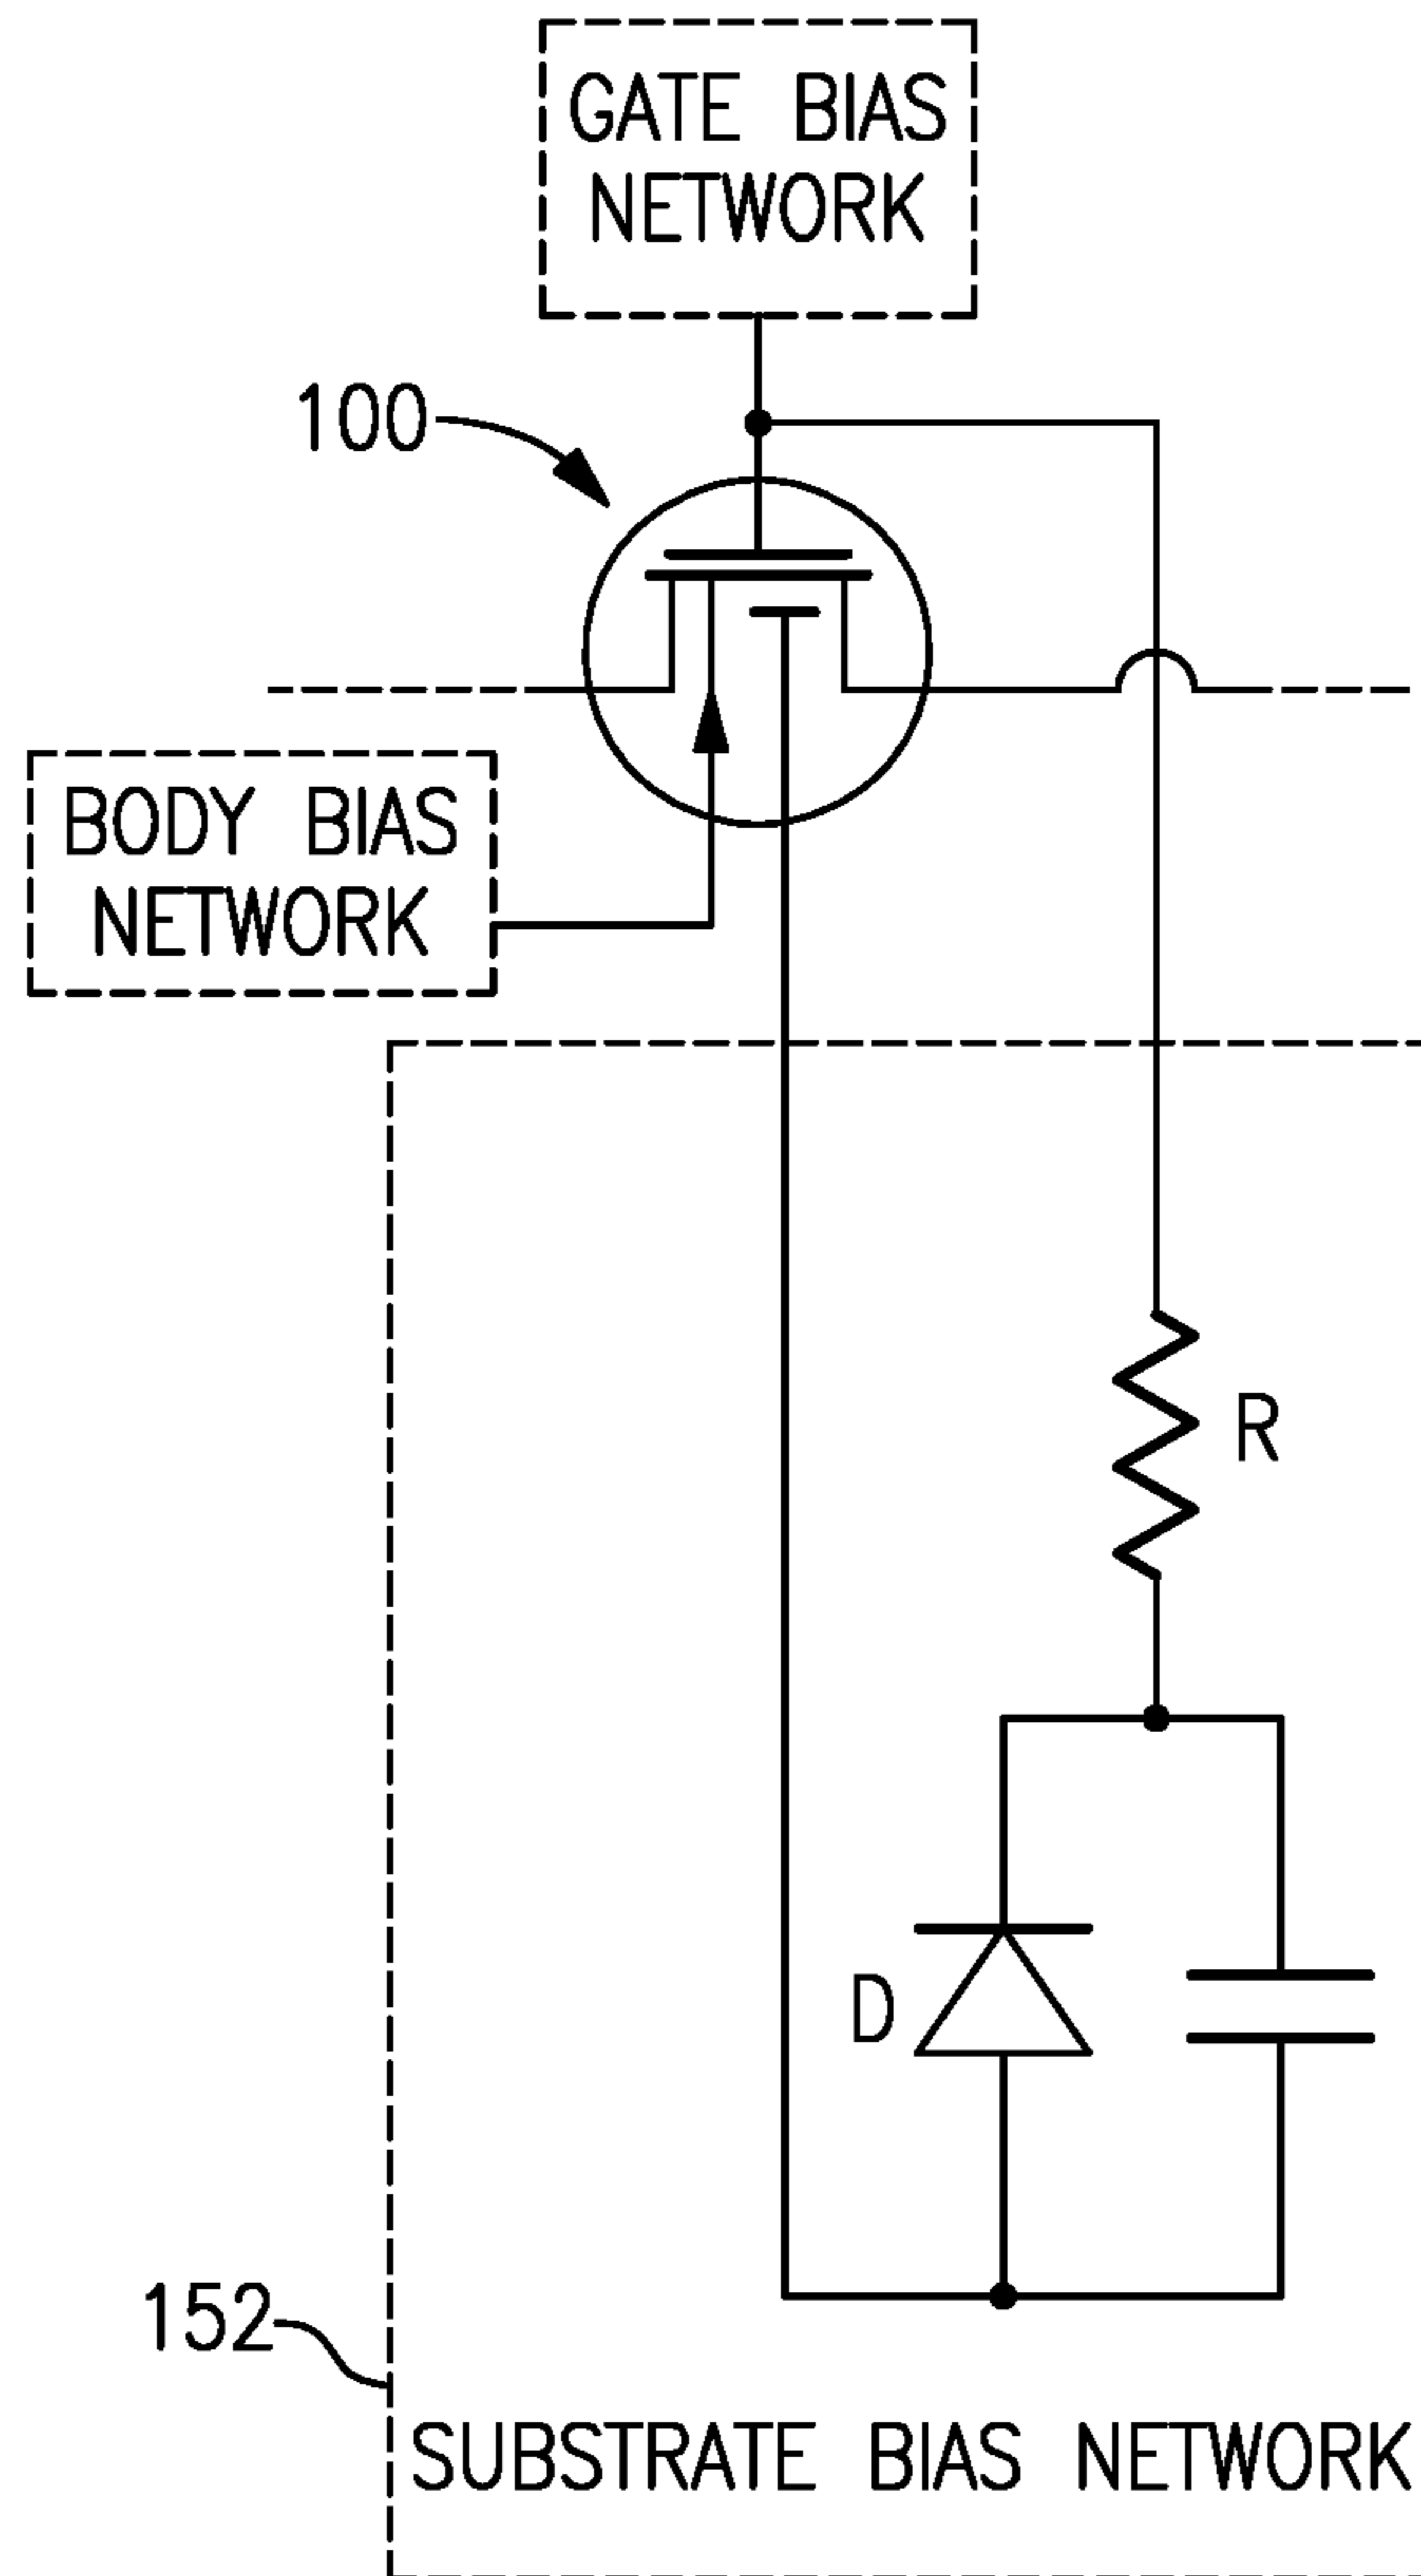 GATE BIAS
NETWORK
100
BODY BIAS
NETWORK
R
D
152
SUBSTRATE BIAS NETWORK